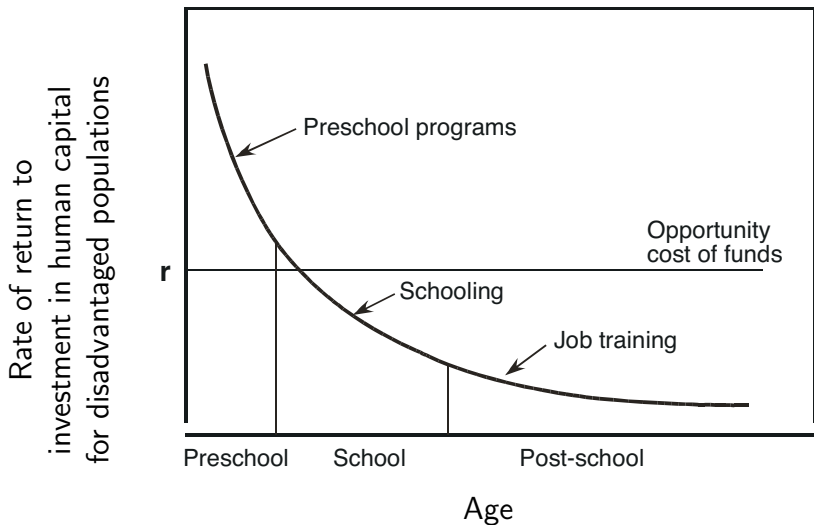 Rate of return to
investment in human capital
for disadvantaged populations
Preschool programs
Opportunity
cost of funds
r
Schooling
Job training
Preschool
School
Post-school
Age